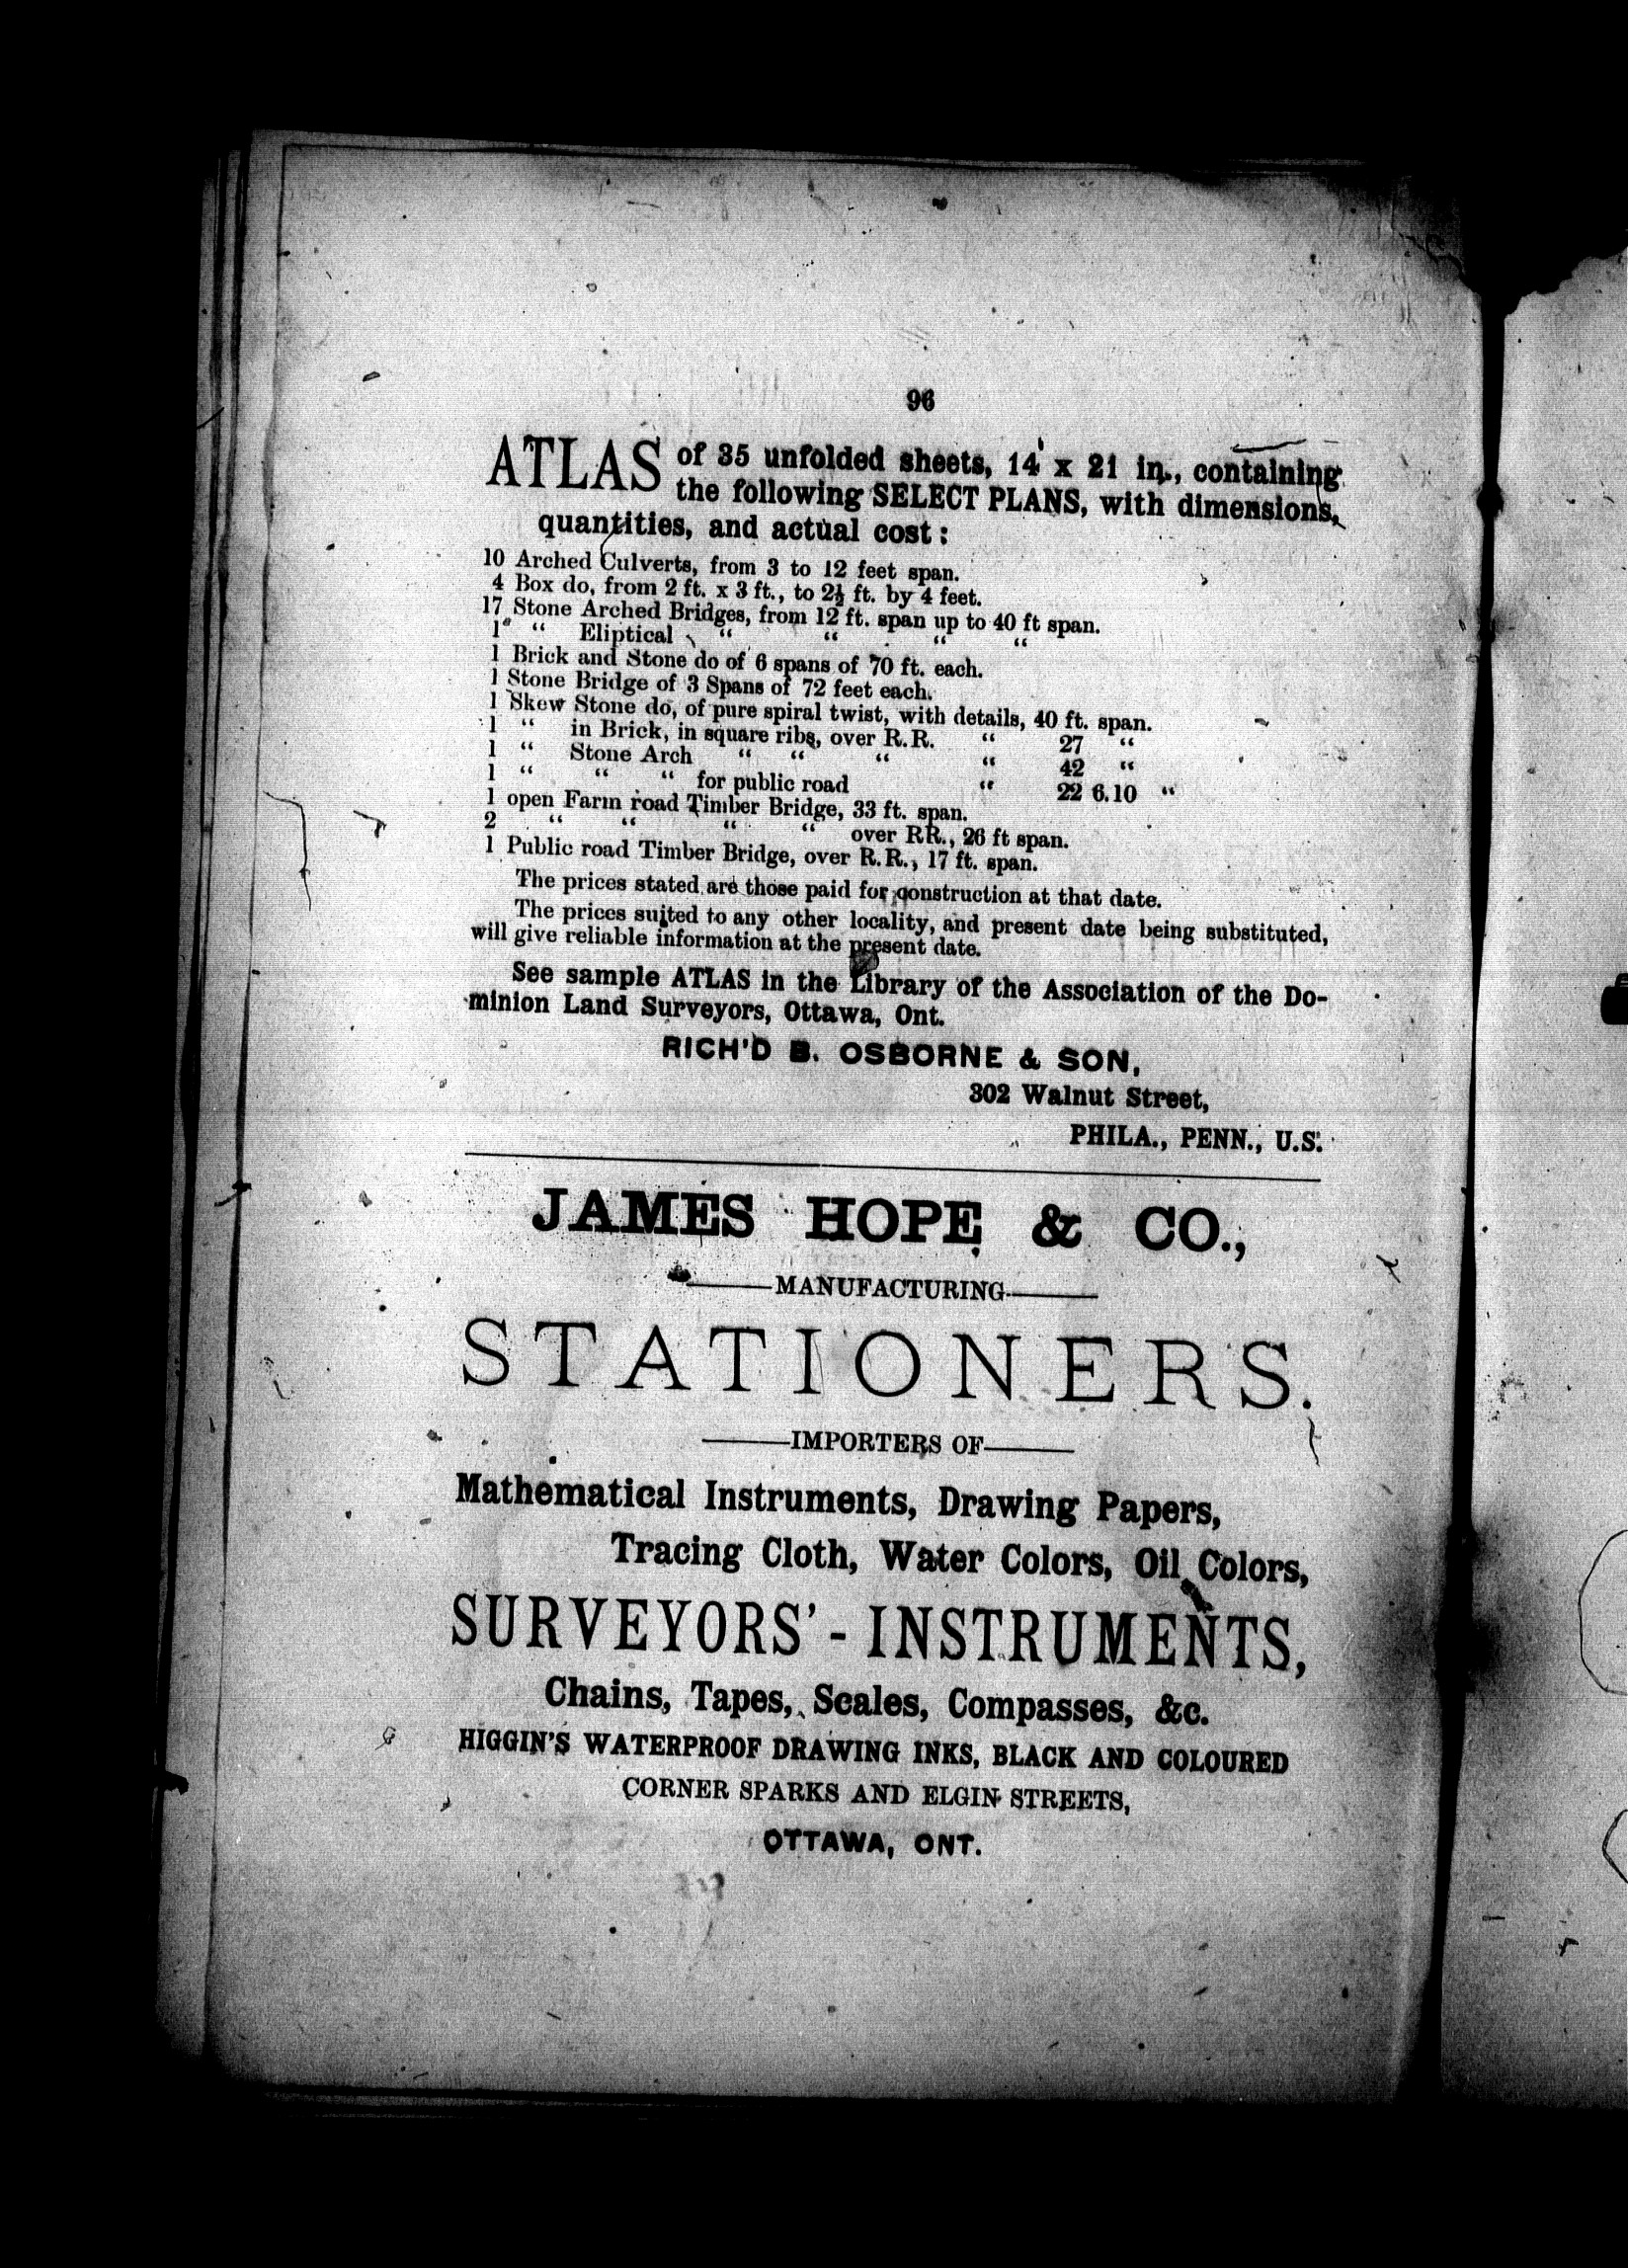 96
ATLAS of 35 unfolded sheets, 14 x 21 in., containing
the following SELECT PLANS, with dimensions,
quantities, and actual cost :
10 Arched Culverts, from 3 to 12 feet span.
4 Box do, from 2 ft. x 3 ft., to 2½ ft. by 4 feet.
17 Stone Arched Bridges, from 12 ft. span up to 40 ft span.
1 “ Eliptical “ “ “ “
1 Brick and Stone do of 6 spans of 70 ft. each.
1 Stone Bridge of 3 Spans of 72 feet each.
1 Skew Stone do, of pure spiral twist, with details, 40 ft. span.
1 “ in Brick, in square ribs, over R.R. “ 27 “
1 “ Stone Arch “ “ “ “ 42 “
1 “ “ “ for public road “ 22 6.10 “
1 open Farm road Timber Bridge, 33 ft. span.
2 “ “ “ “ over RR., 26 ft span.
1 Public road Timber Bridge, over R.R., 17 ft. span.
The prices stated are those paid for construction at that date.
The prices suited to any other locality, and present date being substituted,
will give reliable information at the present date.
See sample ATLAS in the Library of the Association of the Do-
minion Land Surveyors, Ottawa, Ont.
RICH'D B. OSBORNE & SON,
302 Walnut Street,
PHILA., PENN., U.S.
JAMES HOPE & CO.,
MANUFACTURING
STATIONERS.
IMPORTERS OF
Mathematical Instruments, Drawing Papers,
Tracing Cloth, Water Colors, Oil Colors,
SURVEYORS' - INSTRUMENTS,
Chains, Tapes, Scales, Compasses, &c.
HIGGIN'S WATERPROOF DRAWING INKS, BLACK AND COLOURED
CORNER SPARKS AND ELGIN STREETS,
OTTAWA, ONT.